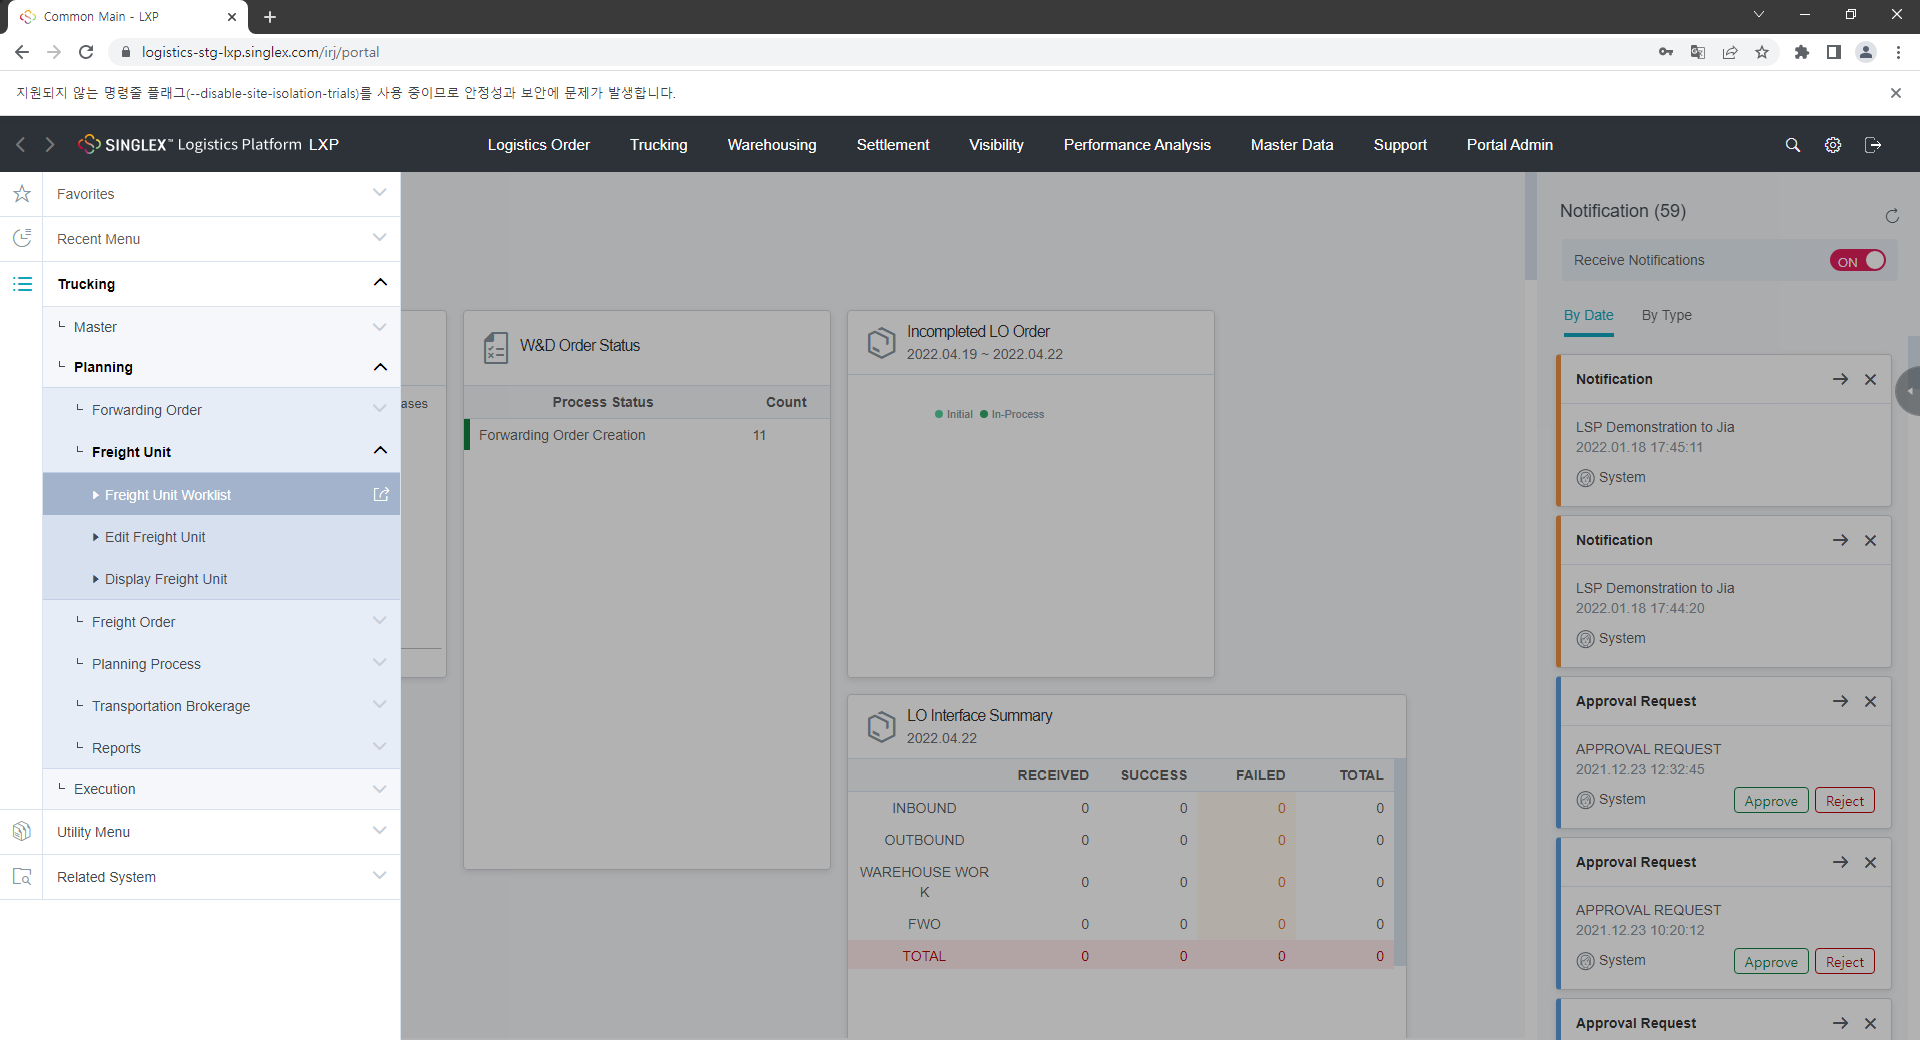 Common Main - LXP
logistics-stg-lxp.singlex.com/irj/portal
지원되지 않는 명령줄 플래그(--disable-site-isolation-trials)를 사용 중이므로 안정성과 보안에 문제가 발생합니다.
SINGLEX™ Logistics Platform LXP
Logistics Order Trucking Warehousing Settlement Visibility Performance Analysis Master Data Support Portal Admin
Favorites
Recent Menu
Trucking
Master
Planning
Forwarding Order
Freight Unit
Freight Unit Worklist
Edit Freight Unit
Display Freight Unit
Freight Order
Planning Process
Transportation Brokerage
Reports
Execution
Utility Menu
Related System
ases
W&D Order Status
Process Status Count
Forwarding Order Creation 11
Incompleted LO Order
2022.04.19 ~ 2022.04.22
Initial In-Process
LO Interface Summary
2022.04.22
RECEIVED SUCCESS FAILED TOTAL
INBOUND 0 0 0 0
OUTBOUND 0 0 0 0
WAREHOUSE WOR
K 0 0 0 0
FWO 0 0 0 0
TOTAL 0 0 0 0
Notification (59)
Receive Notifications ON
By Date By Type
Notification
LSP Demonstration to Jia
2022.01.18 17:45:11
System
Notification
LSP Demonstration to Jia
2022.01.18 17:44:20
System
Approval Request
APPROVAL REQUEST
2021.12.23 12:32:45
System Approve Reject
Approval Request
APPROVAL REQUEST
2021.12.23 10:20:12
System Approve Reject
Approval Request